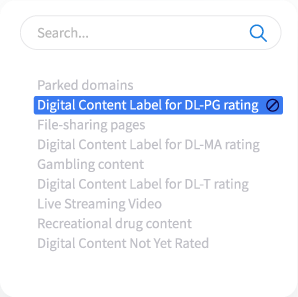 Search...
Parked domains
Digital Content Label for DL-PG rating
File-sharing pages
Digital Content Label for DL-MA rating
Gambling content
Digital Content Label for DL-T rating
Live Streaming Video
Recreational drug content
Digital Content Not Yet Rated